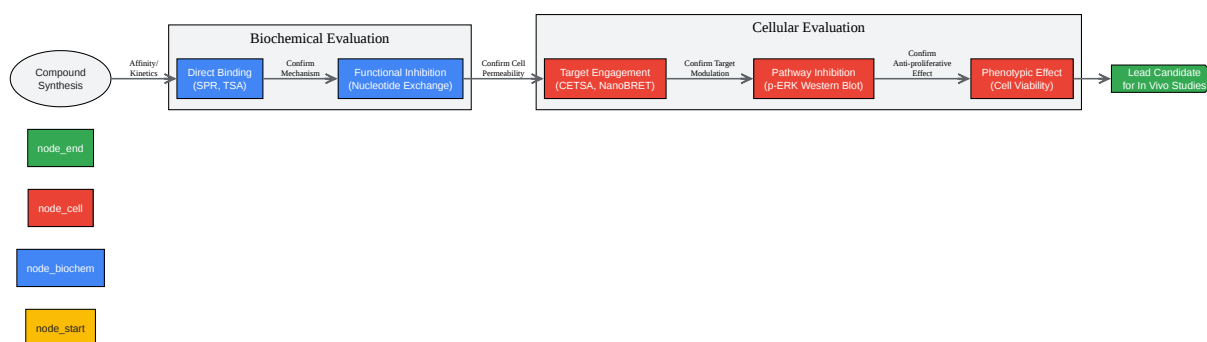 Biochemical Evaluation
Cellular Evaluation
Compound
Synthesis
Affinity/
Kinetics
Direct Binding
(SPR, TSA)
Confirm
Mechanism
Functional Inhibition
(Nucleotide Exchange)
Confirm Cell
Permeability
Target Engagement
(CETSA, NanoBRET)
Confirm Target
Modulation
Pathway Inhibition
(p-ERK Western Blot)
Confirm
Anti-proliferative
Effect
Phenotypic Effect
(Cell Viability)
Lead Candidate
for In Vivo Studies
node_end
node_cell
node_biochem
node_start